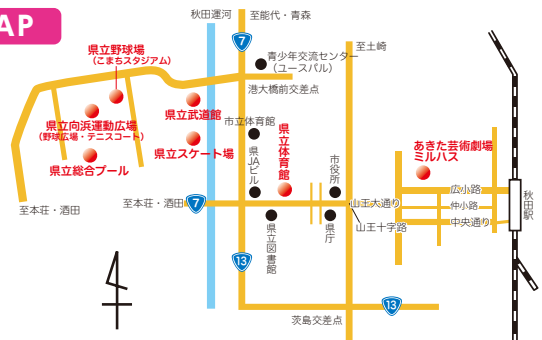 AP
秋田運河
至能代・青森
7
青少年交流センター
（ユースパル）
至土崎
県立野球場
（こまちスタジアム）
港大橋前交差点
県立武道館
県立向浜運動広場
（野球広場・テニスコート）
市立体育館
県立体育館
県立スケート場
県立総合プール
県JAビル
市役所
あきた芸術劇場
ミルハス
広小路
仲小路
中央通り
秋田駅
至本荘・酒田
至本荘・酒田
7
山王大通り
山王十字路
県立図書館
県庁
13
13
茨島交差点